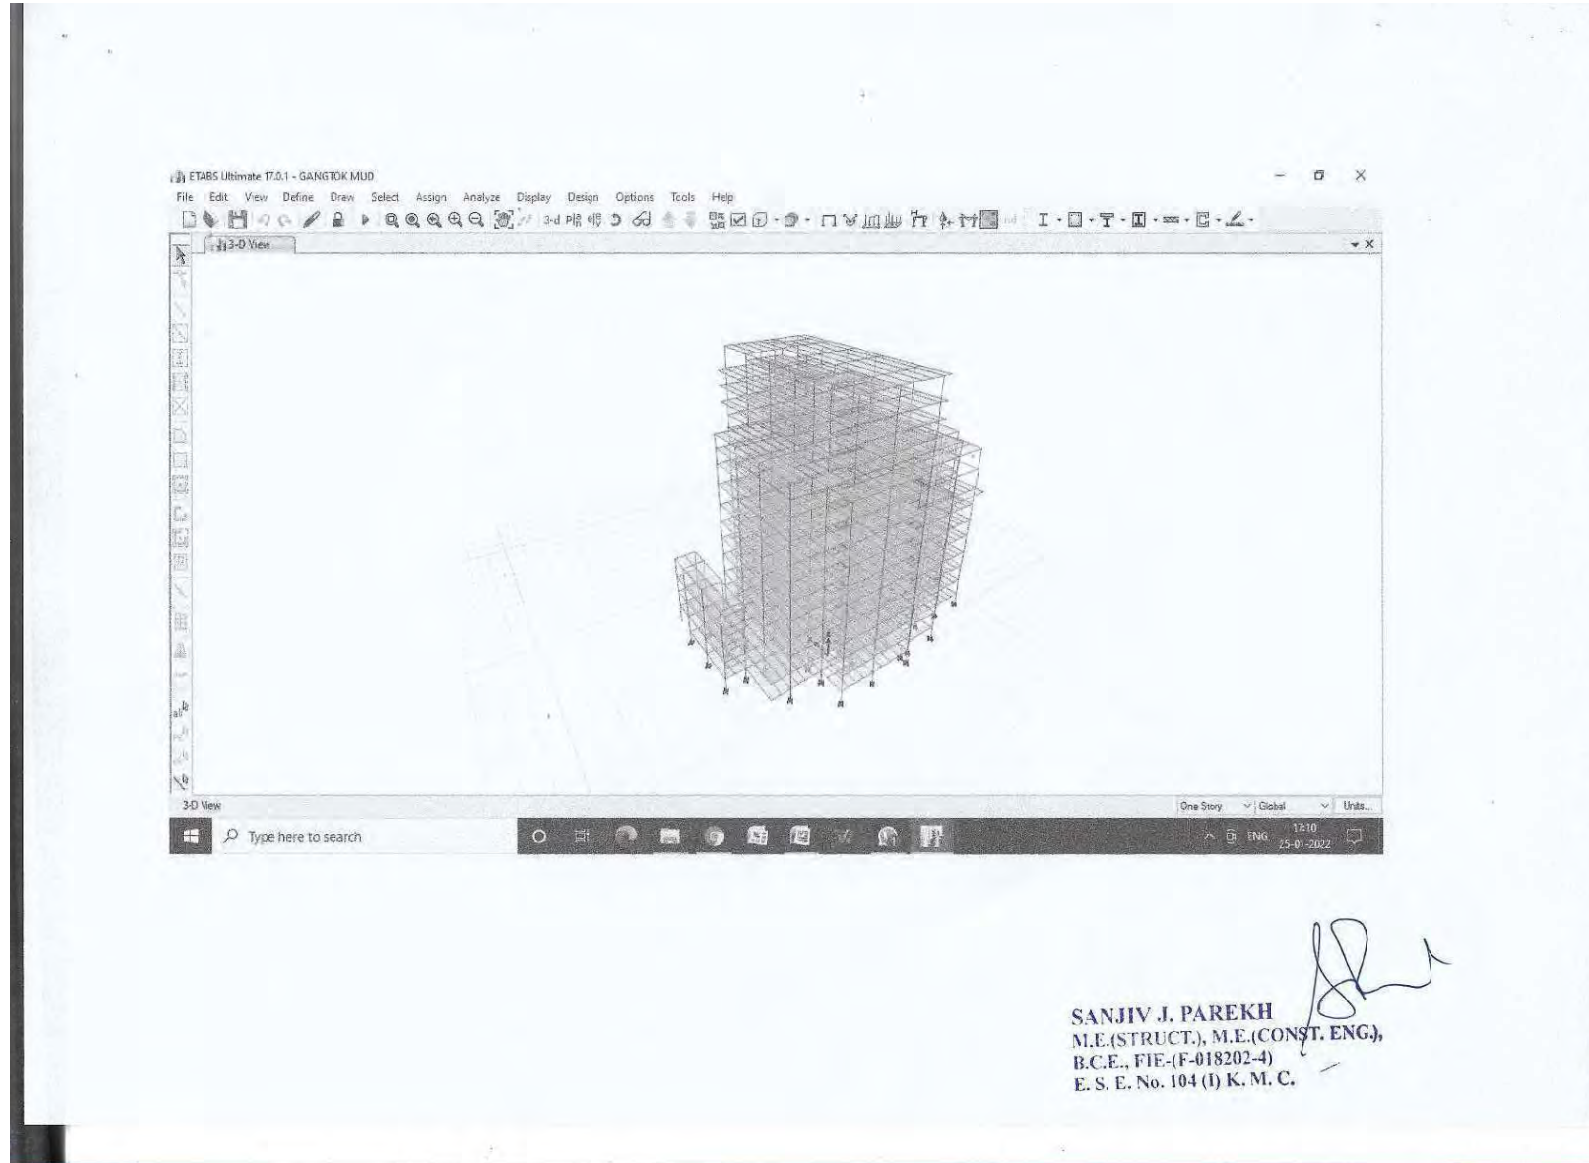 ETABS Ultimate 17.0.1 - GANGTOK MUD
File Edit View Define Draw Select Assign Analyze Display Design Options Tools Help
3-d
3-D View
3-D View
One Story Global Units...
Type here to search
ENG
17:10
25-01-2022
SANJIV J. PAREKH
M.E.(STRUCT.), M.E.(CONST. ENG.),
B.C.E., FIE-(F-018202-4)
E. S. E. No. 104 (I) K. M. C.